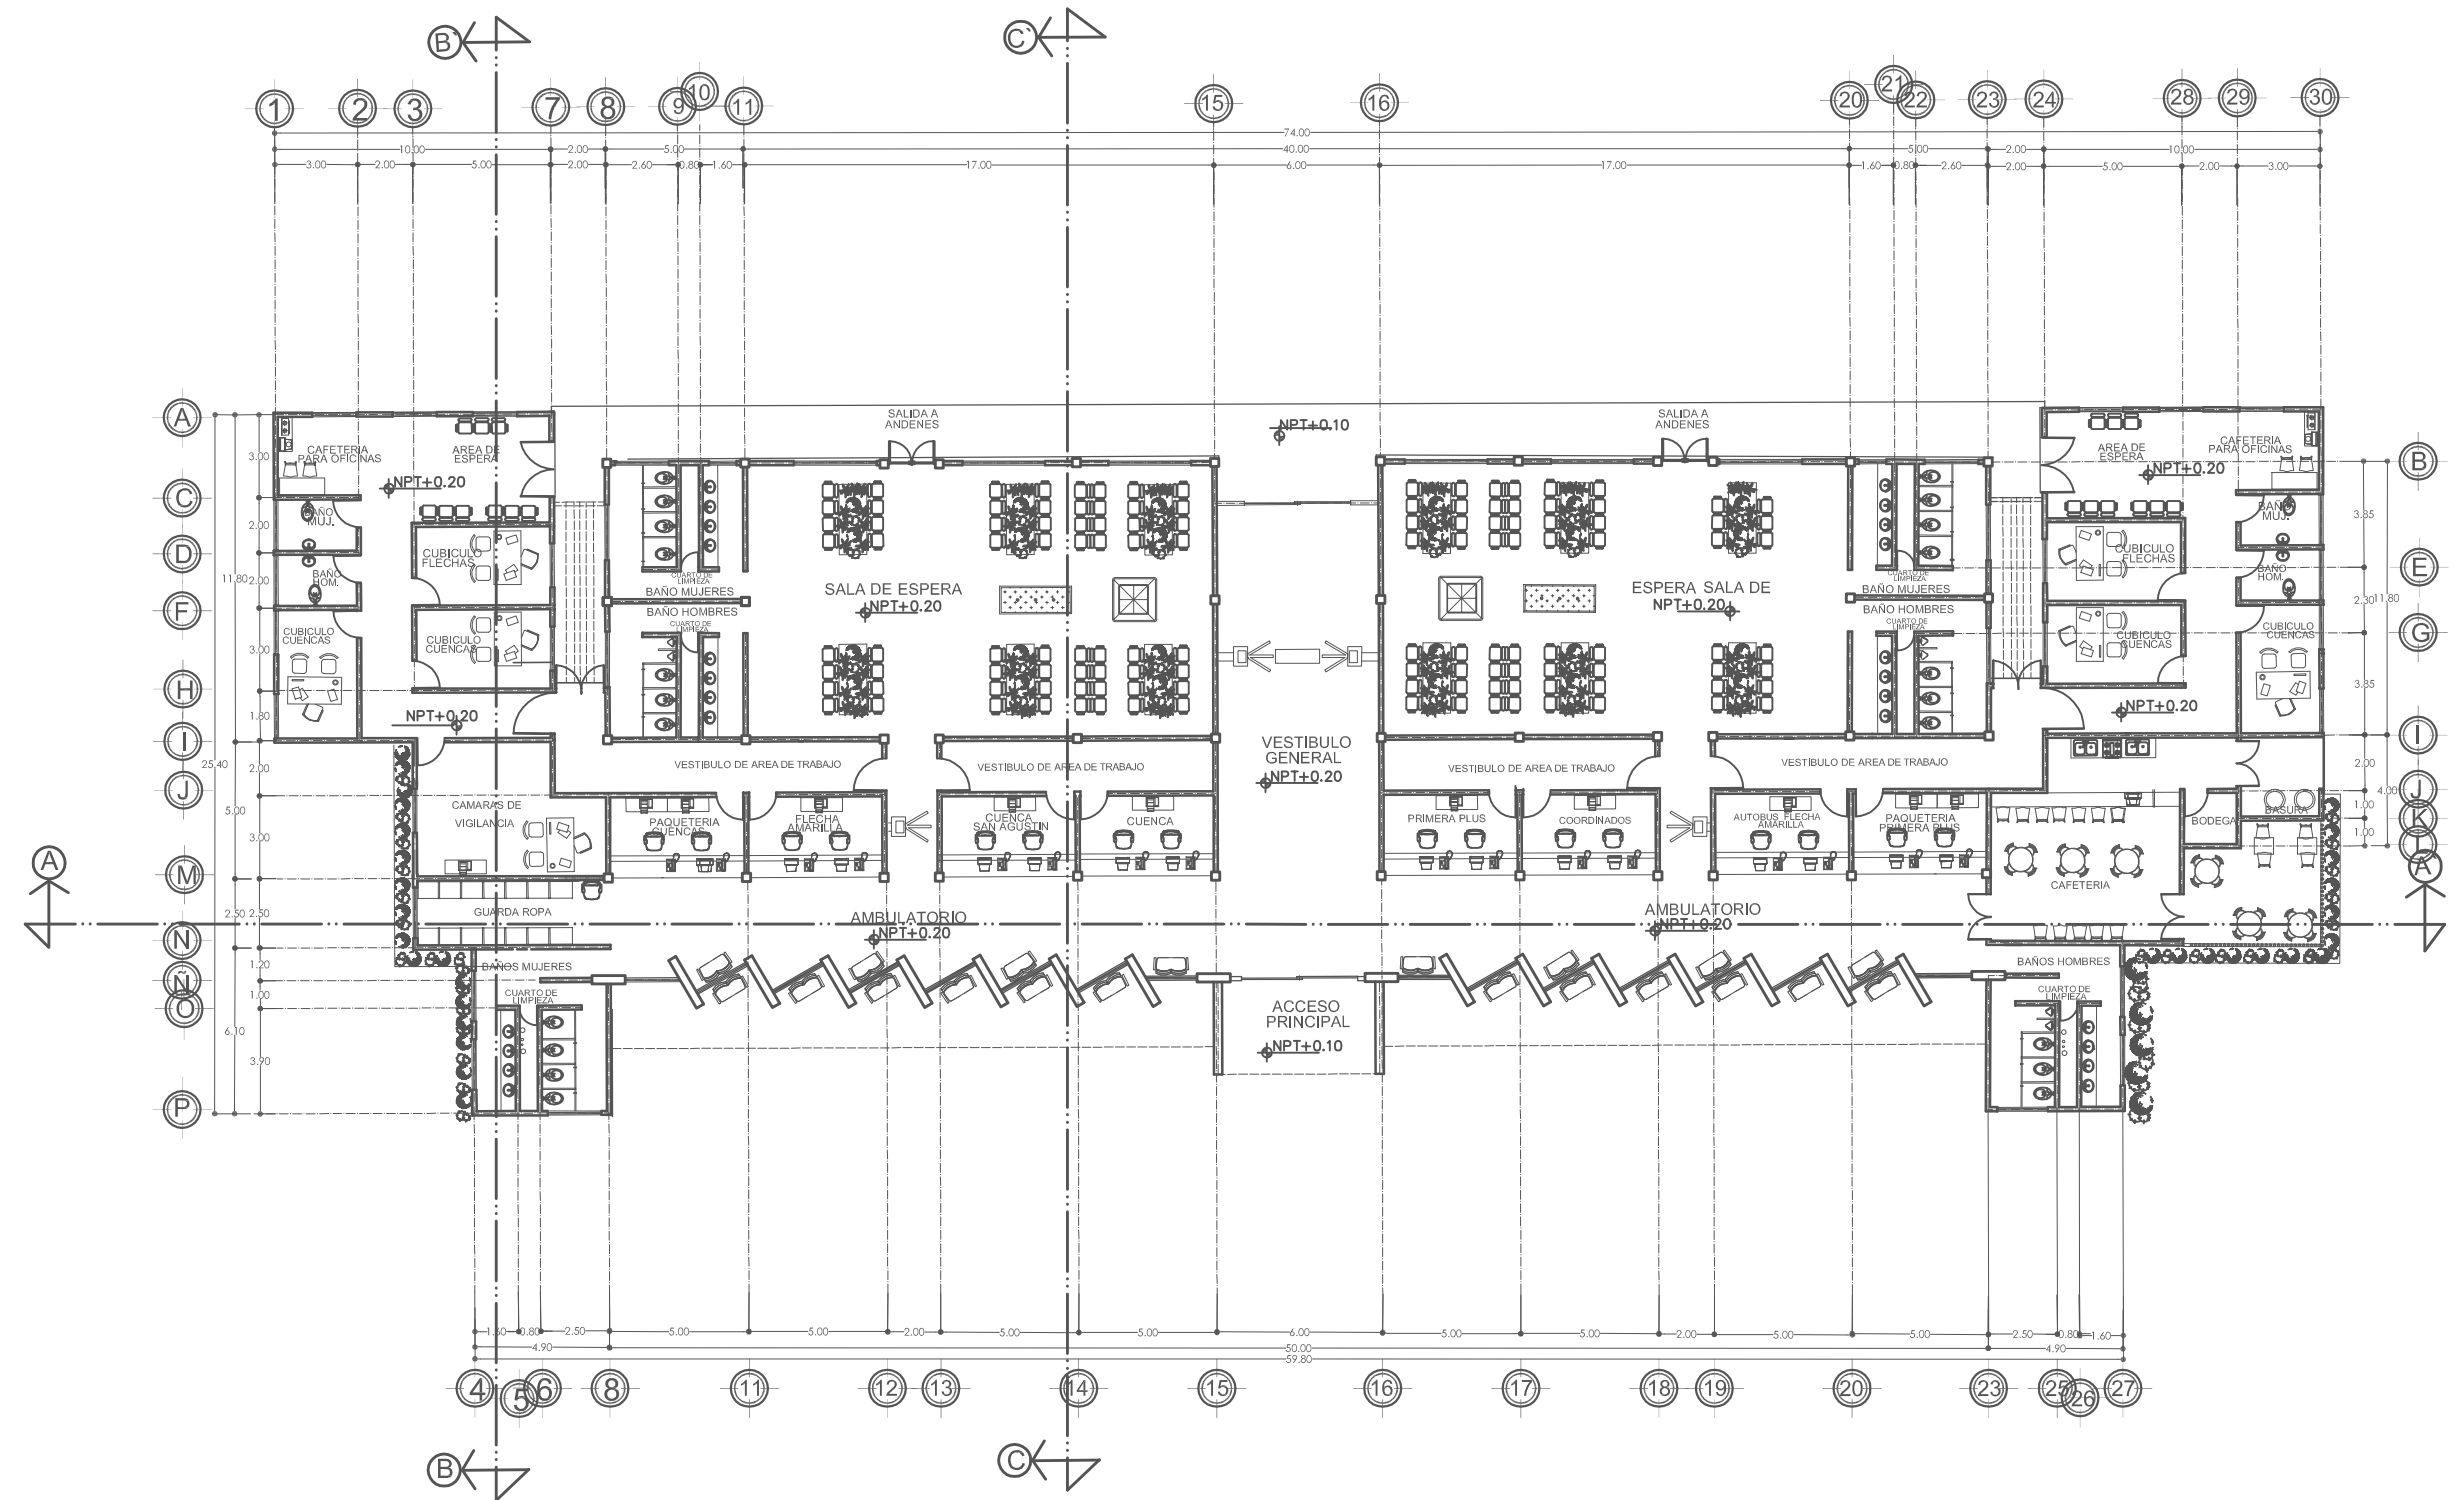 B`
C`
1
2
3
7
8
9
10
11
15
16
20
21
22
23
24
28
29
30
74.00
10.00
2.00
5.00
40.00
5.00
2.00
10.00
3.00
2.00
5.00
2.00
2.60
0.80
1.60
17.00
6.00
17.00
1.60
0.80
2.60
2.00
5.00
2.00
3.00
A
C
D
F
H
I
J
M
N
Ñ
O
P
25.40
11.80
5.00
2.50
6.10
3.00
2.00
2.00
3.00
1.80
2.00
3.00
2.50
1.20
1.00
3.90
B
E
G
I
J
K
L
3.85
2.30
3.85
2.00
1.00
1.00
11.80
4.00
A
A
CAFETERIA
PARA OFICINAS
AREA DE
ESPERA
NPT+0.20
BAÑO
MUJ.
BAÑO
HOM.
CUBICULO
FLECHAS
CUBICULO
CUENCAS
CUBICULO
CUENCAS
NPT+0.20
CUARTO DE
LIMPIEZA
BAÑO MUJERES
BAÑO HOMBRES
CUARTO DE
LIMPIEZA
SALIDA A
ANDENES
SALA DE ESPERA
NPT+0.20
NPT+0.10
VESTIBULO
GENERAL
NPT+0.20
SALIDA A
ANDENES
ESPERA SALA DE
NPT+0.20
CUARTO DE
LIMPIEZA
BAÑO MUJERES
BAÑO HOMBRES
CUARTO DE
LIMPIEZA
AREA DE
ESPERA
CAFETERIA
PARA OFICINAS
NPT+0.20
BAÑO
MUJ.
BAÑO
HOM.
CUBICULO
FLECHAS
CUBICULO
CUENCAS
CUBICULO
CUENCAS
NPT+0.20
VESTIBULO DE AREA DE TRABAJO
VESTIBULO DE AREA DE TRABAJO
VESTIBULO DE AREA DE TRABAJO
VESTIBULO DE AREA DE TRABAJO
CAMARAS DE
VIGILANCIA
PAQUETERIA
CUENCAS
FLECHA
AMARILLA
CUENCA
SAN AGUSTIN
CUENCA
PRIMERA PLUS
COORDINADOS
AUTOBUS FLECHA
AMARILLA
PAQUETERIA
PRIMERA PLUS
BODEGA
BASURA
CAFETERIA
GUARDA ROPA
AMBULATORIO
NPT+0.20
AMBULATORIO
NPT+0.20
BAÑOS MUJERES
CUARTO DE
LIMPIEZA
ACCESO
PRINCIPAL
NPT+0.10
BAÑOS HOMBRES
CUARTO DE
LIMPIEZA
1.60
0.80
2.50
5.00
5.00
2.00
5.00
5.00
6.00
5.00
5.00
2.00
5.00
5.00
2.50
0.80
1.60
4.90
50.00
4.90
59.80
4
5
6
8
11
12
13
14
15
16
17
18
19
20
23
25
26
27
B
C